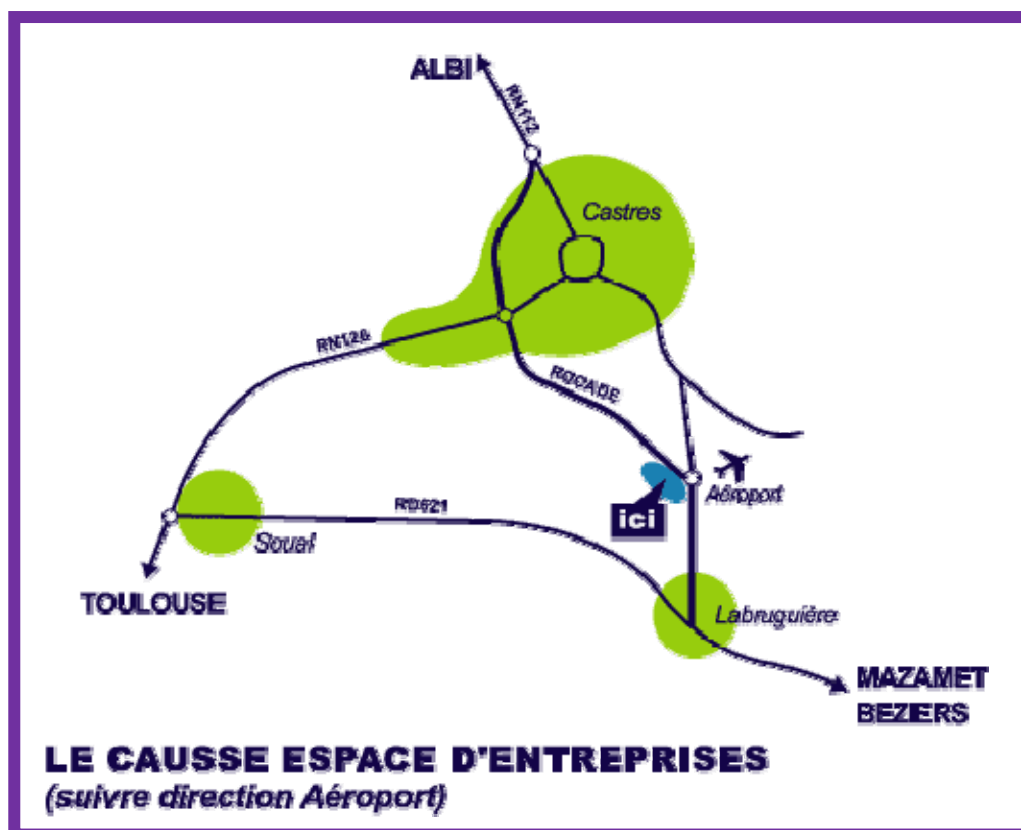 ALBI
RN112
Castres
RN126
ROCADE
Aéroport
ici
RD621
Soual
TOULOUSE
Labruguière
MAZAMET
BEZIERS
LE CAUSSE ESPACE D'ENTREPRISES
(suivre direction Aéroport)